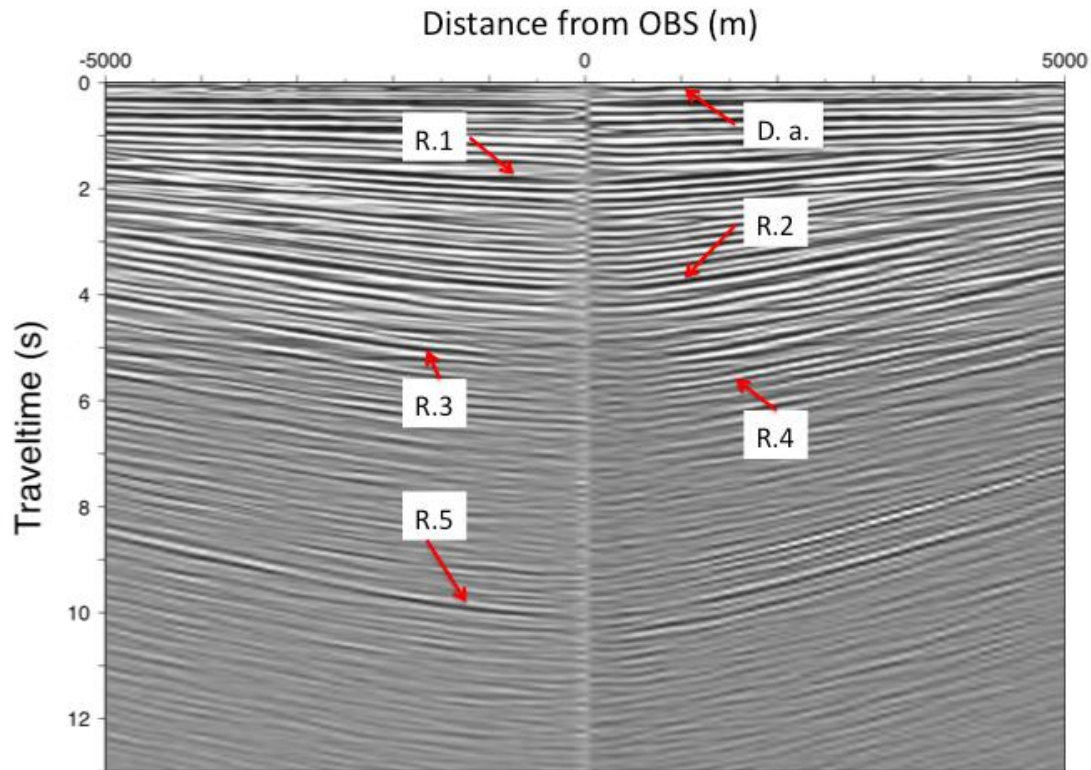 Distance from OBS (m)
-5000 0 5000
0
D. a.
R.1
2
R.2
4
R.3
6
R.4
8
R.5
10
12
Traveltime (s)